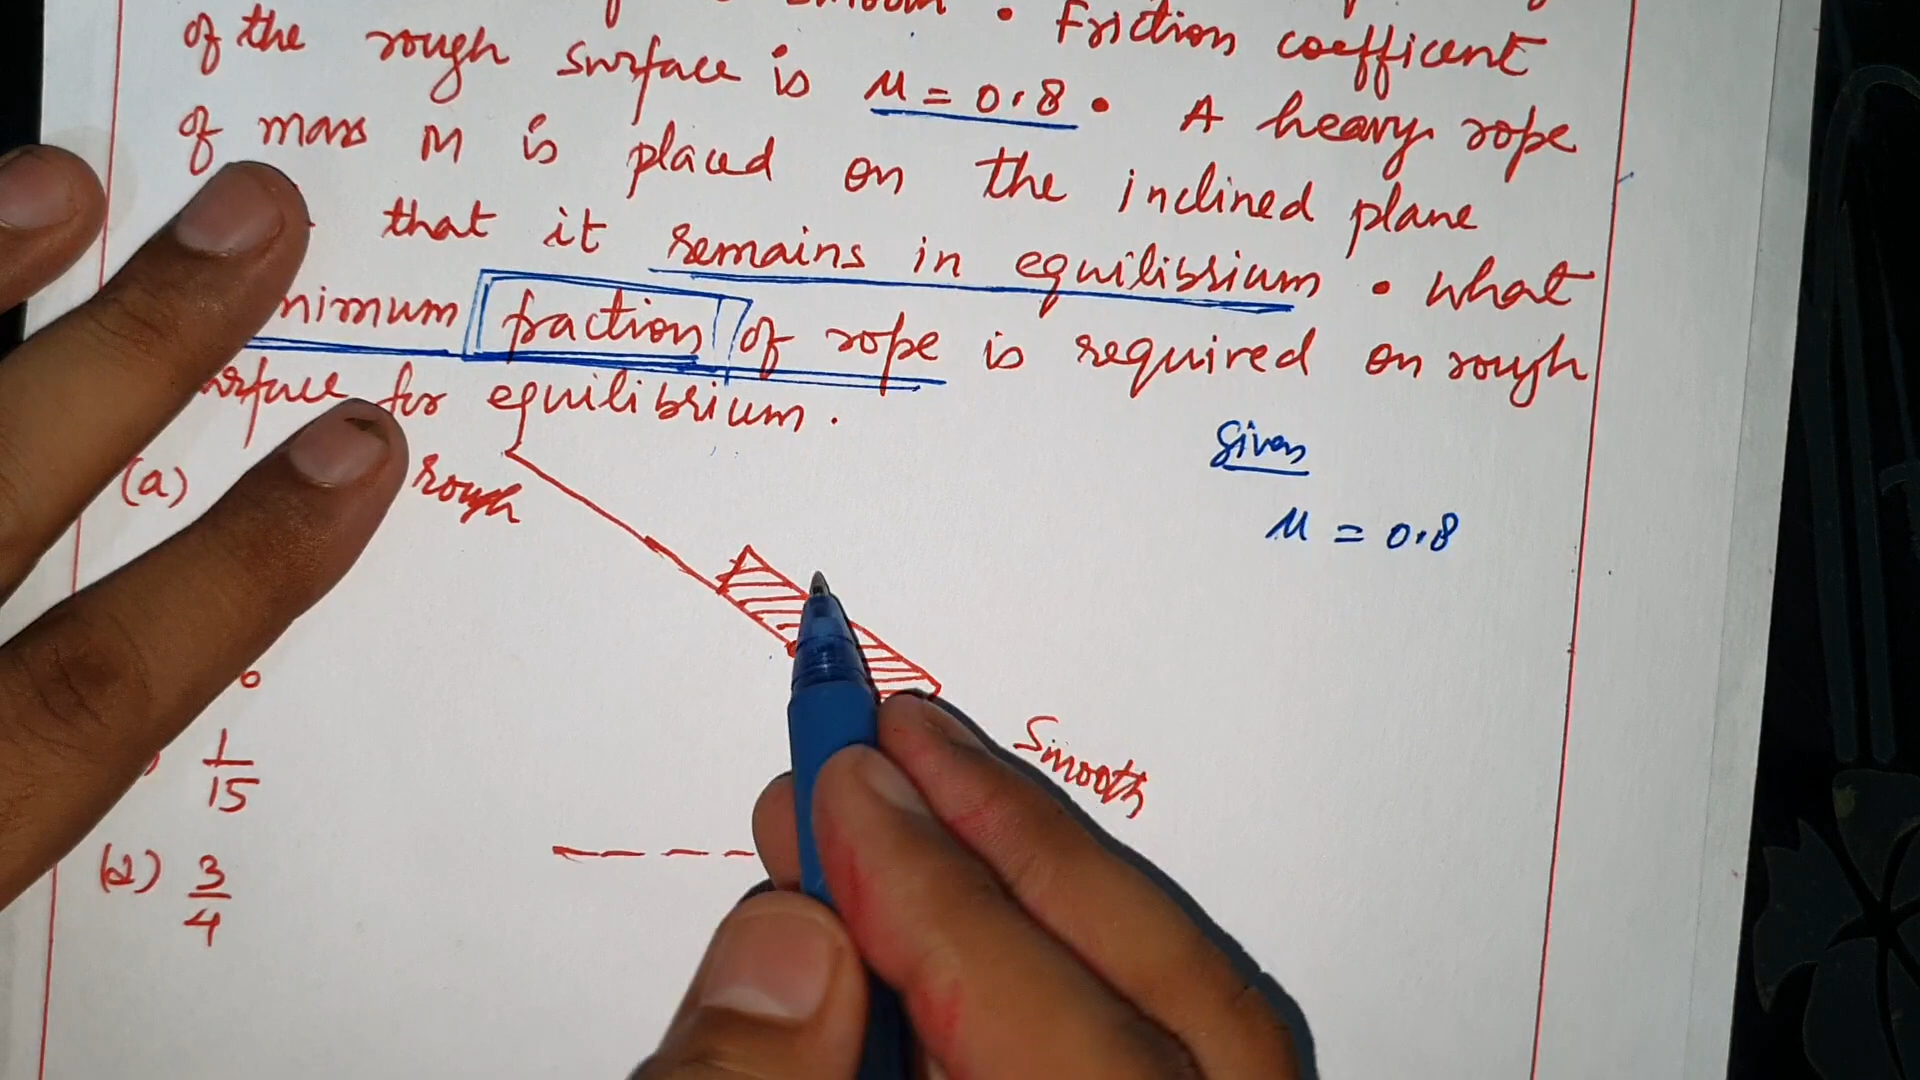 smooth • Friction coefficent
of the rough surface is μ = 0.8 • A heavy rope
of mass M is placed on the inclined plane
that it remains in equilibrium • What
nimum fraction of rope is required on rough
urface for equilibrium .
Given
(a)
rough
μ = 0.8
Smooth
1/15
(d) 3/4